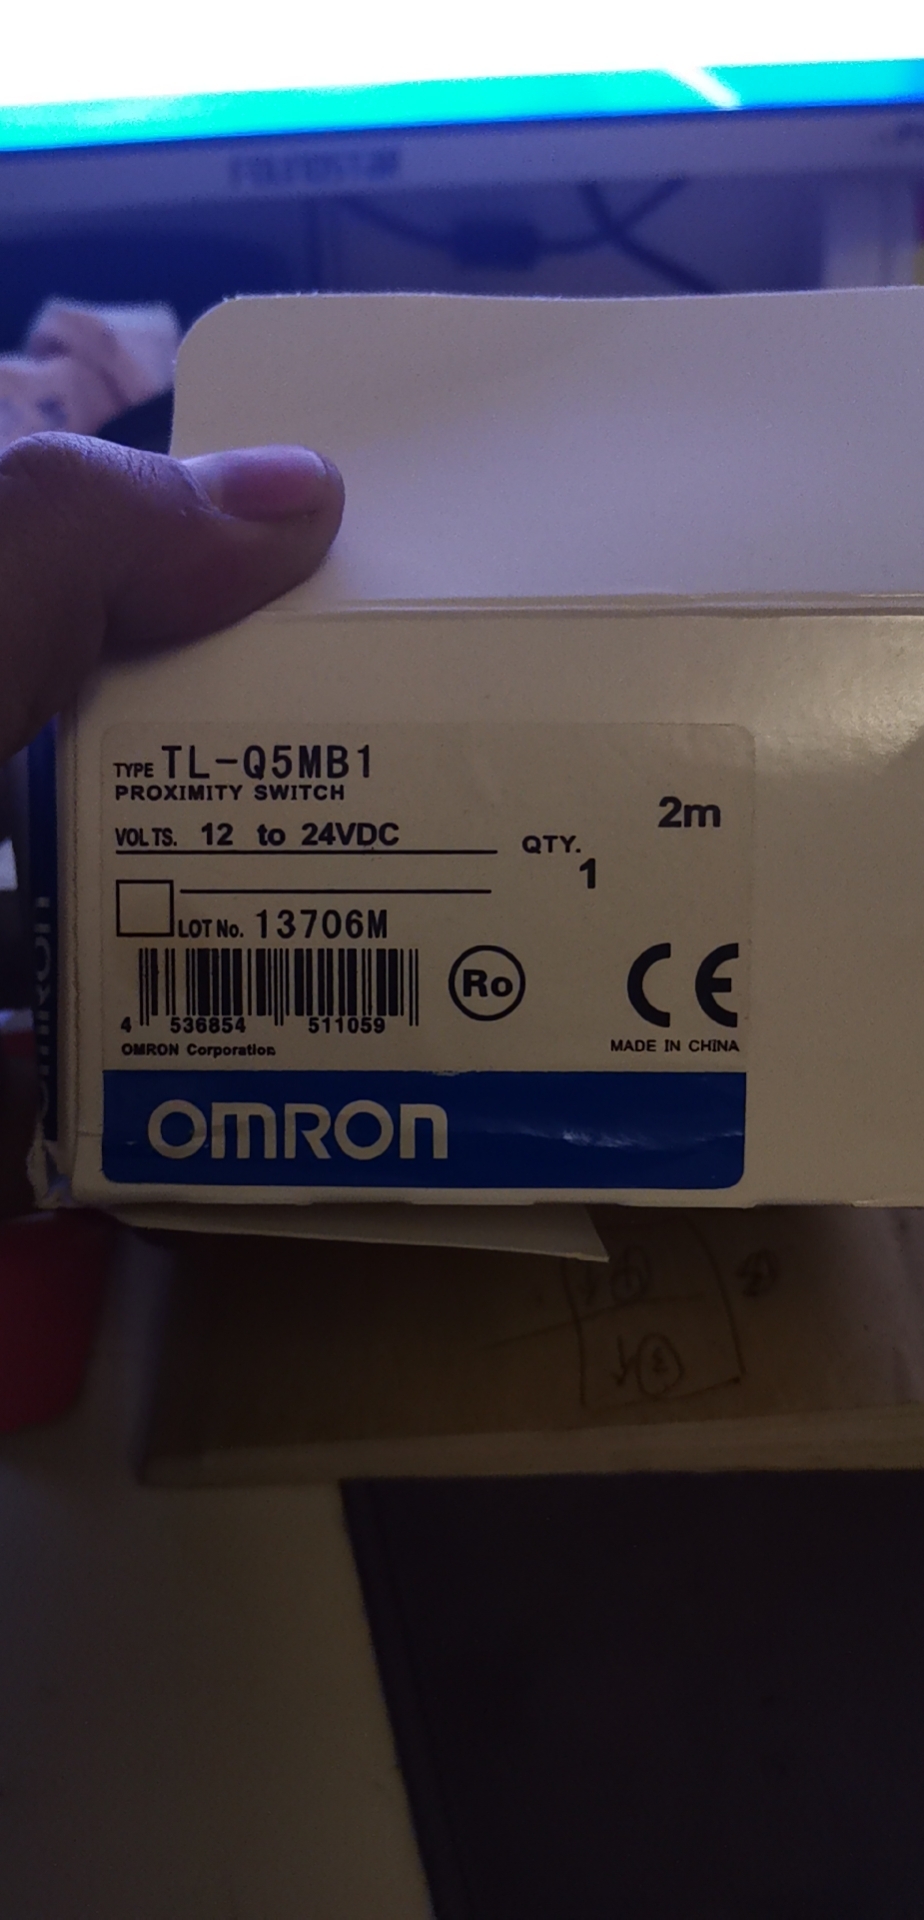 TYPE TL-Q5MB1
PROXIMITY SWITCH
VOLTS. 12 to 24VDC
2m
QTY.
1
LOT No. 13706M
Ro
CE
4 536854 511059
OMRON Corporation
MADE IN CHINA
OMRON
OMRON